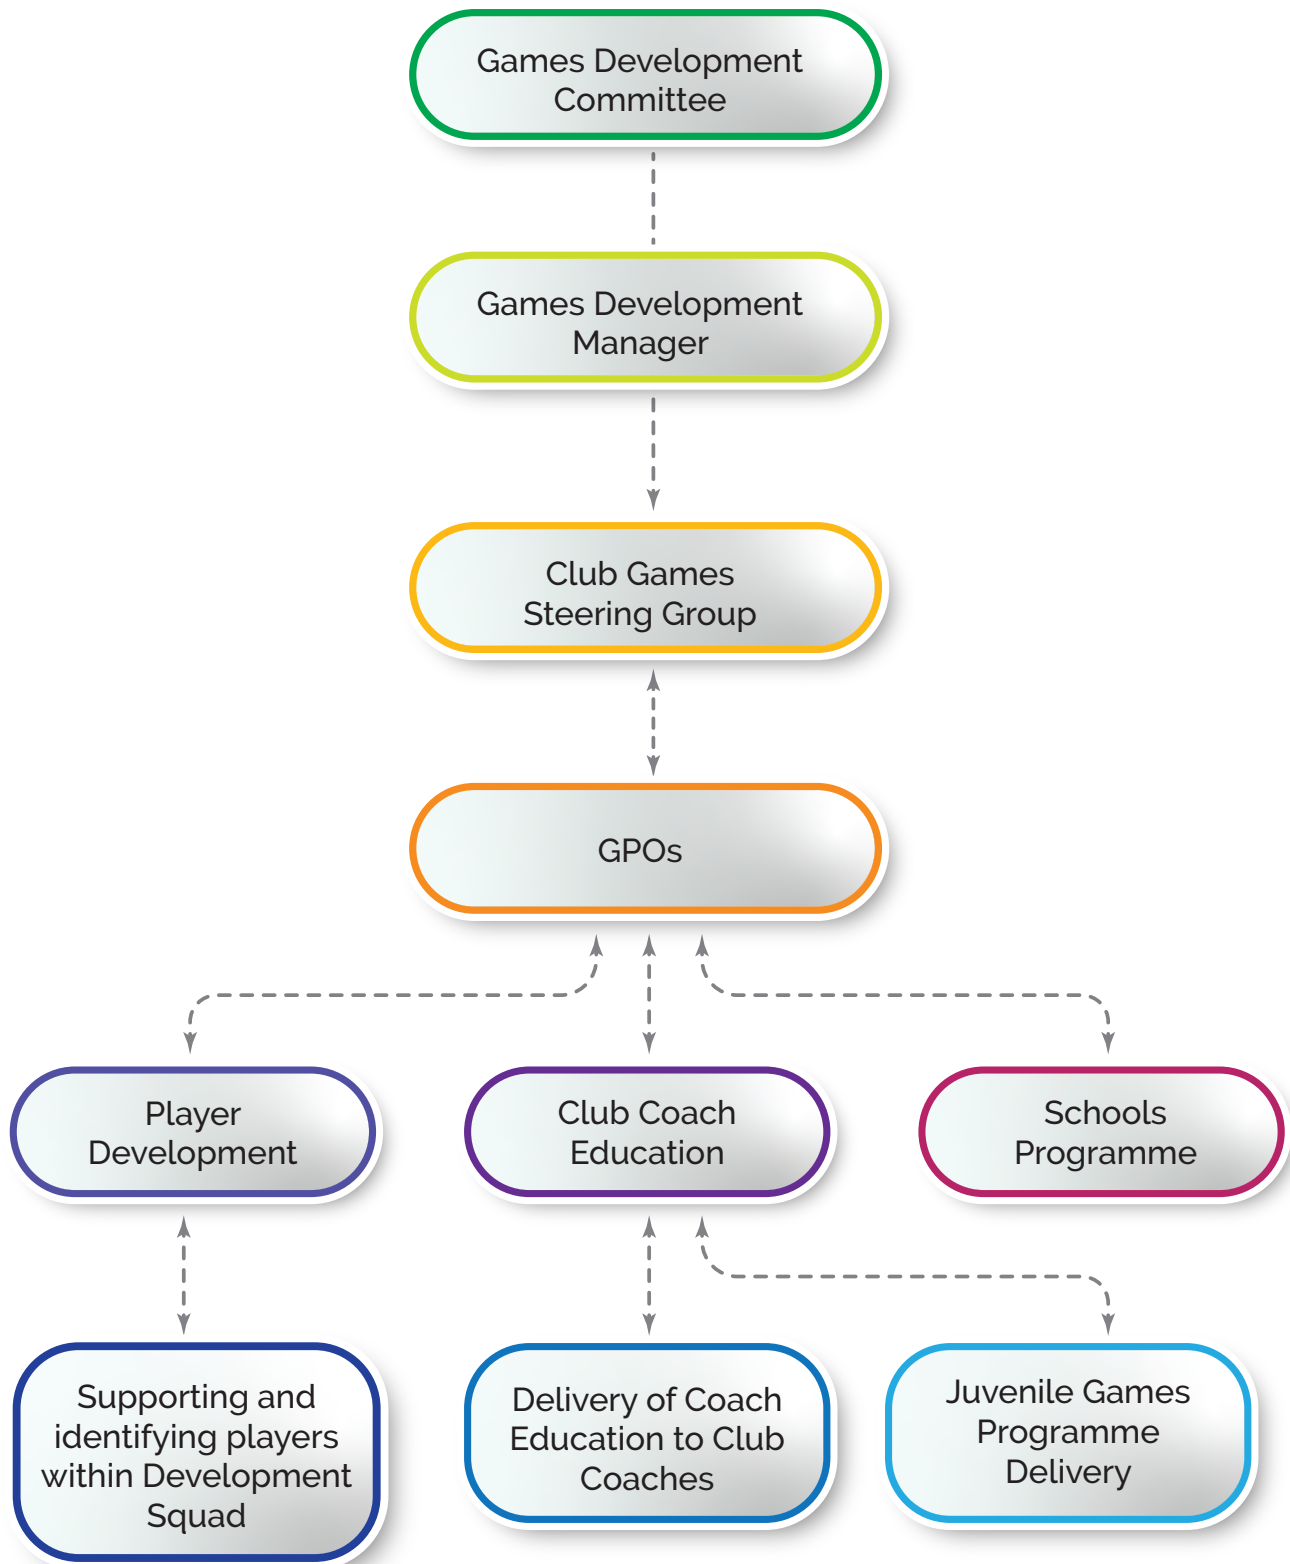 Games Development
Committee
Games Development
Manager
Club Games
Steering Group
GPOs
Player
Development
Club Coach
Education
Schools
Programme
Supporting and
identifying players
within Development
Squad
Delivery of Coach
Education to Club
Coaches
Juvenile Games
Programme
Delivery